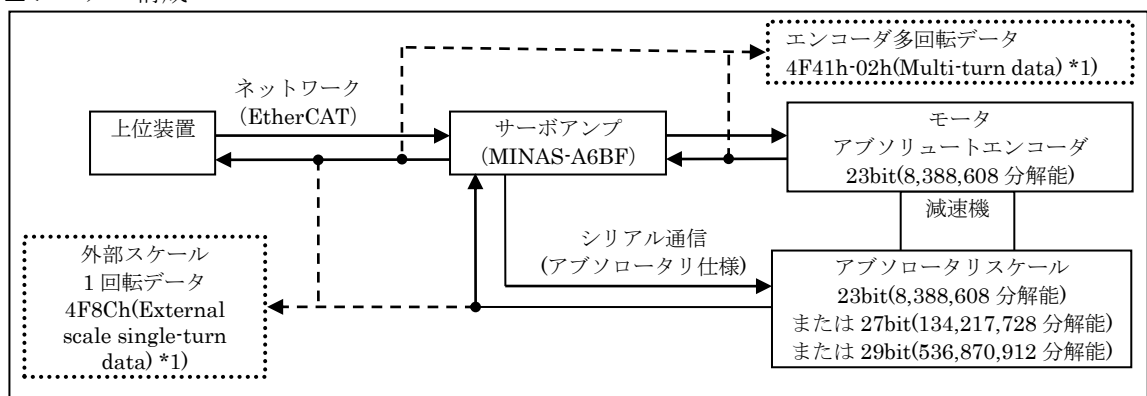 エンコーダ多回転データ
4F41h-02h(Multi-turn data) *1)
ネットワーク
(EtherCAT)
上位装置
サーボアンプ
(MINAS-A6BF)
モータ
アブソリュートエンコーダ
23bit(8,388,608 分解能)
減速機
外部スケール
1 回転データ
4F8Ch(External
scale single-turn
data) *1)
シリアル通信
(アブソロータリ仕様)
アブソロータリスケール
23bit(8,388,608 分解能)
または 27bit(134,217,728 分解能)
または 29bit(536,870,912 分解能)